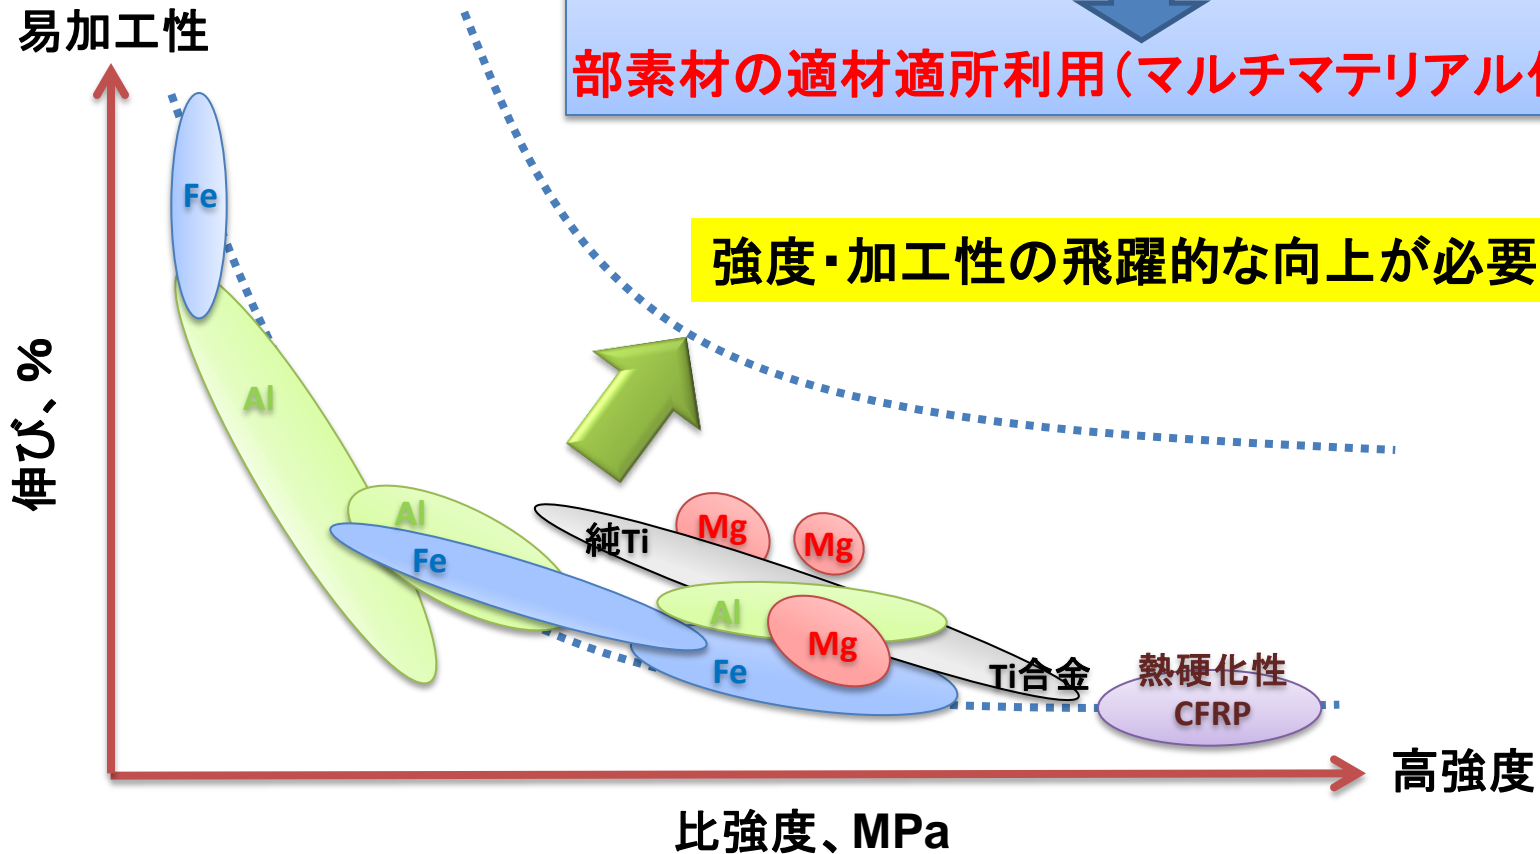 易加工性
部素材の適材適所利用(マルチマテリアル化
Fe
強度・加工性の飛躍的な向上が必要
伸び、%
Al
Al
純Ti
Mg
Mg
Fe
Al
Mg
Fe
Ti合金
熱硬化性
CFRP
高強度
比強度、MPa